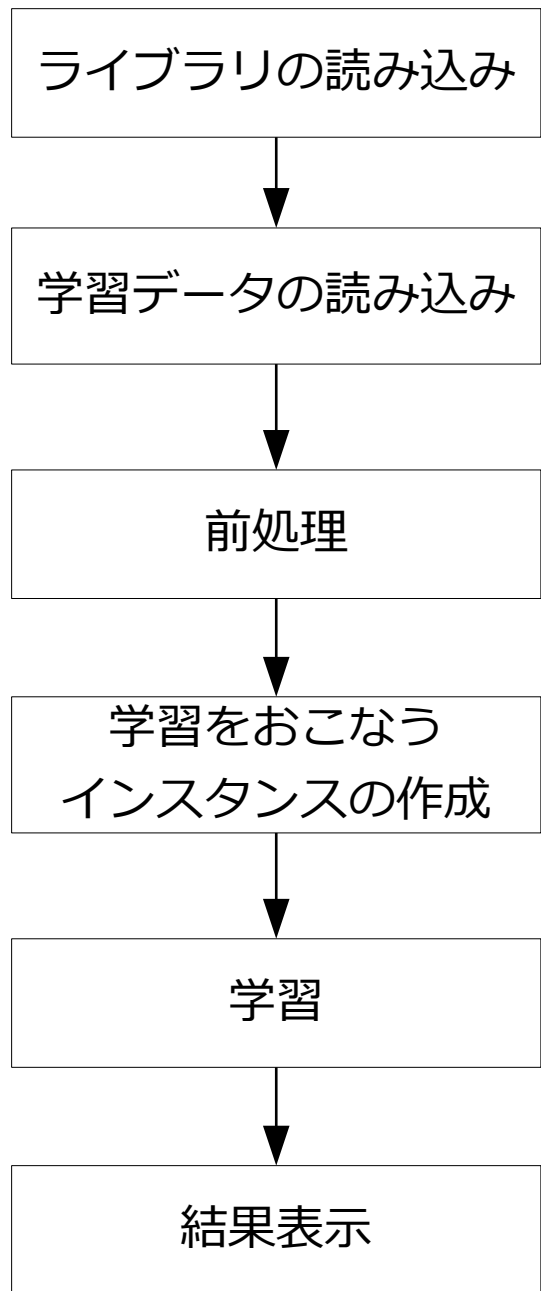 ライブラリの読み込み
学習データの読み込み
前処理
学習をおこなう
インスタンスの作成
学習
結果表示